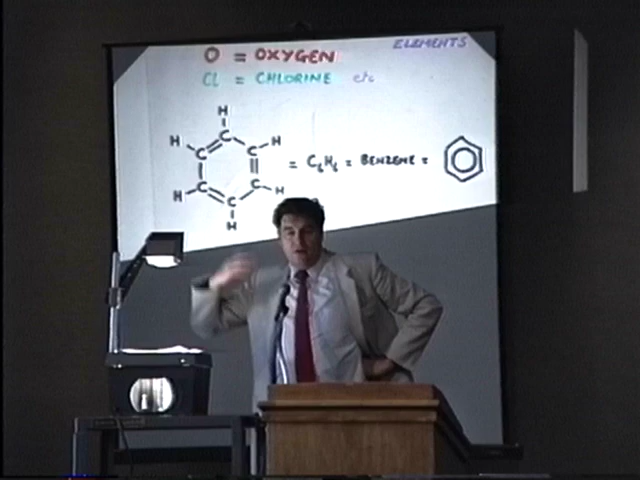 ELEMENTS
O = OXYGEN
Cl = CHLORINE etc
H
H C H
C C
= C6H6 = BENZENE =
C C
H C H
H